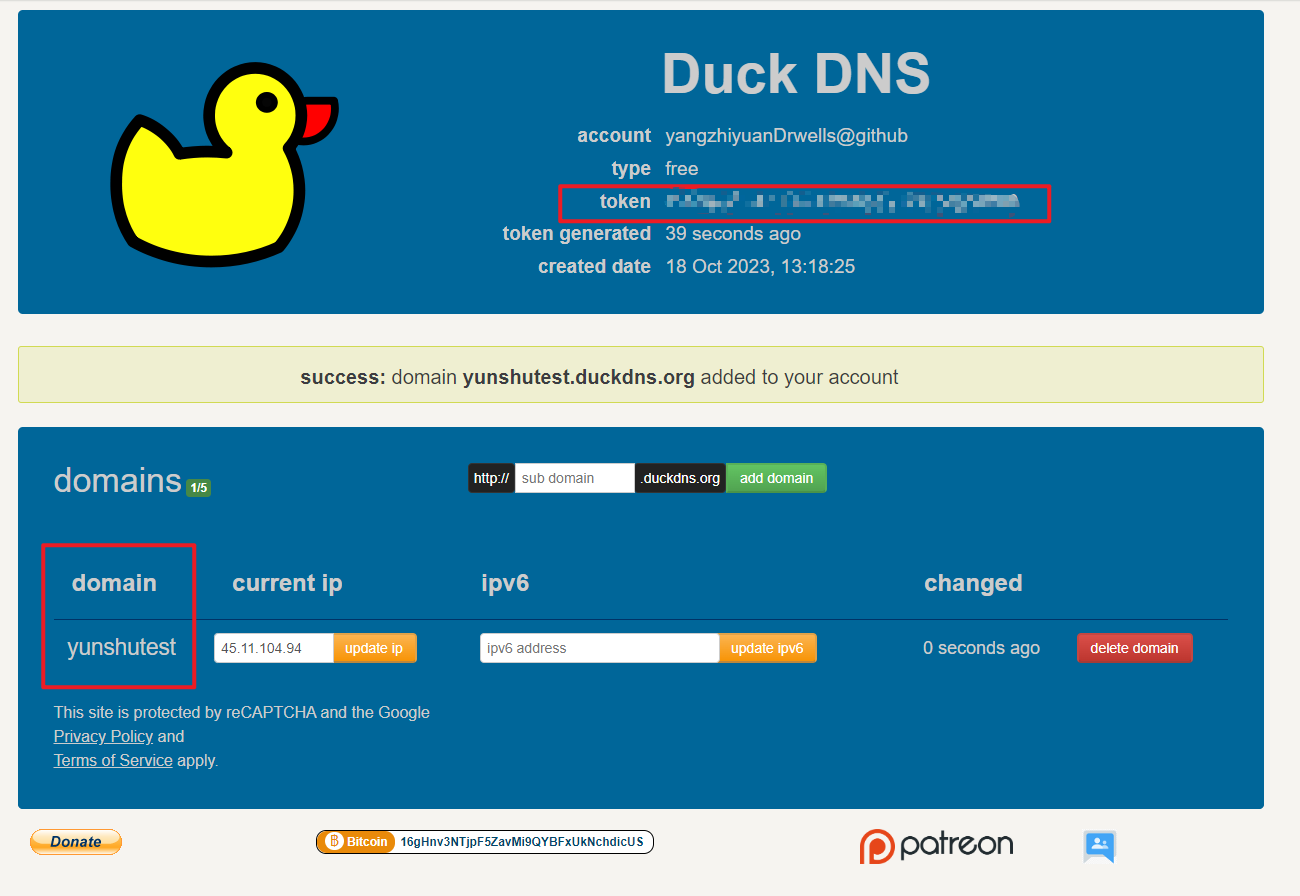 Duck DNS
account yangzhiyuanDrwells@github
type free
token
token generated 39 seconds ago
created date 18 Oct 2023, 13:18:25
success: domain yunshutest.duckdns.org added to your account
domains 1/5 http:// sub domain .duckdns.org add domain
domain current ip ipv6 changed
yunshutest 45.11.104.94 update ip ipv6 address update ipv6 0 seconds ago delete domain
This site is protected by reCAPTCHA and the Google
Privacy Policy and
Terms of Service apply.
Donate Bitcoin 16gHnv3NTjpF5ZavMi9QYBFxUkNchdicUS patreon